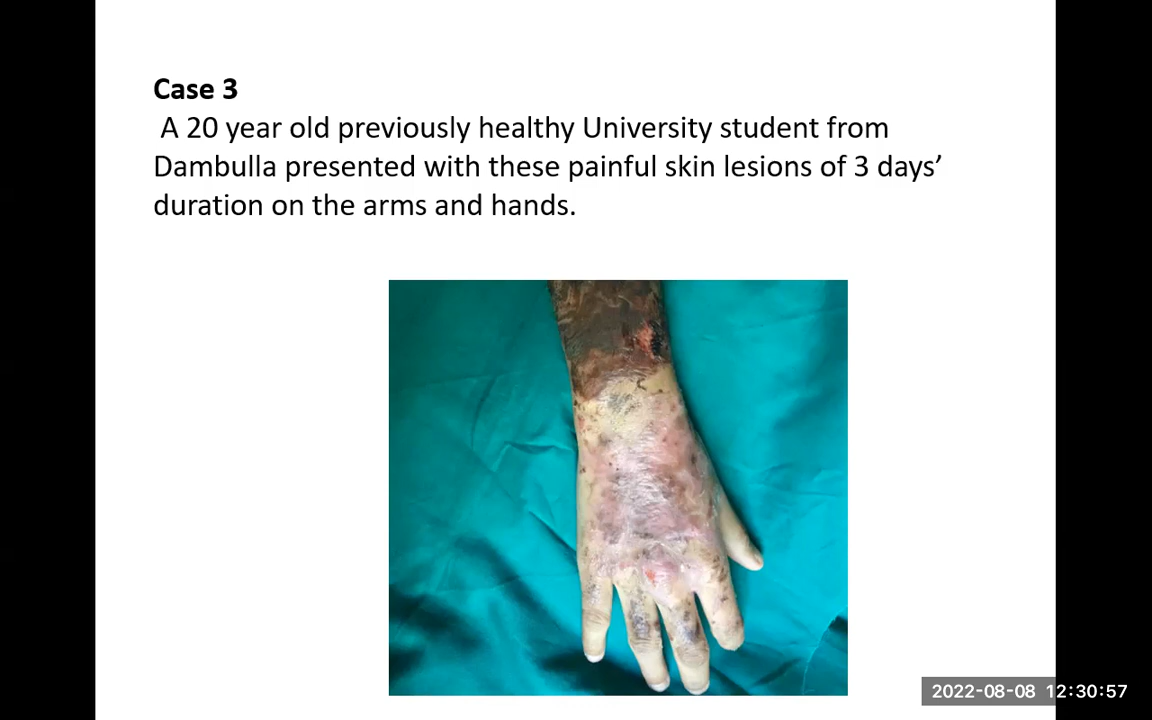 Case 3
A 20 year old previously healthy University student from
Dambulla presented with these painful skin lesions of 3 days’
duration on the arms and hands.
2022-08-08 12:30:57